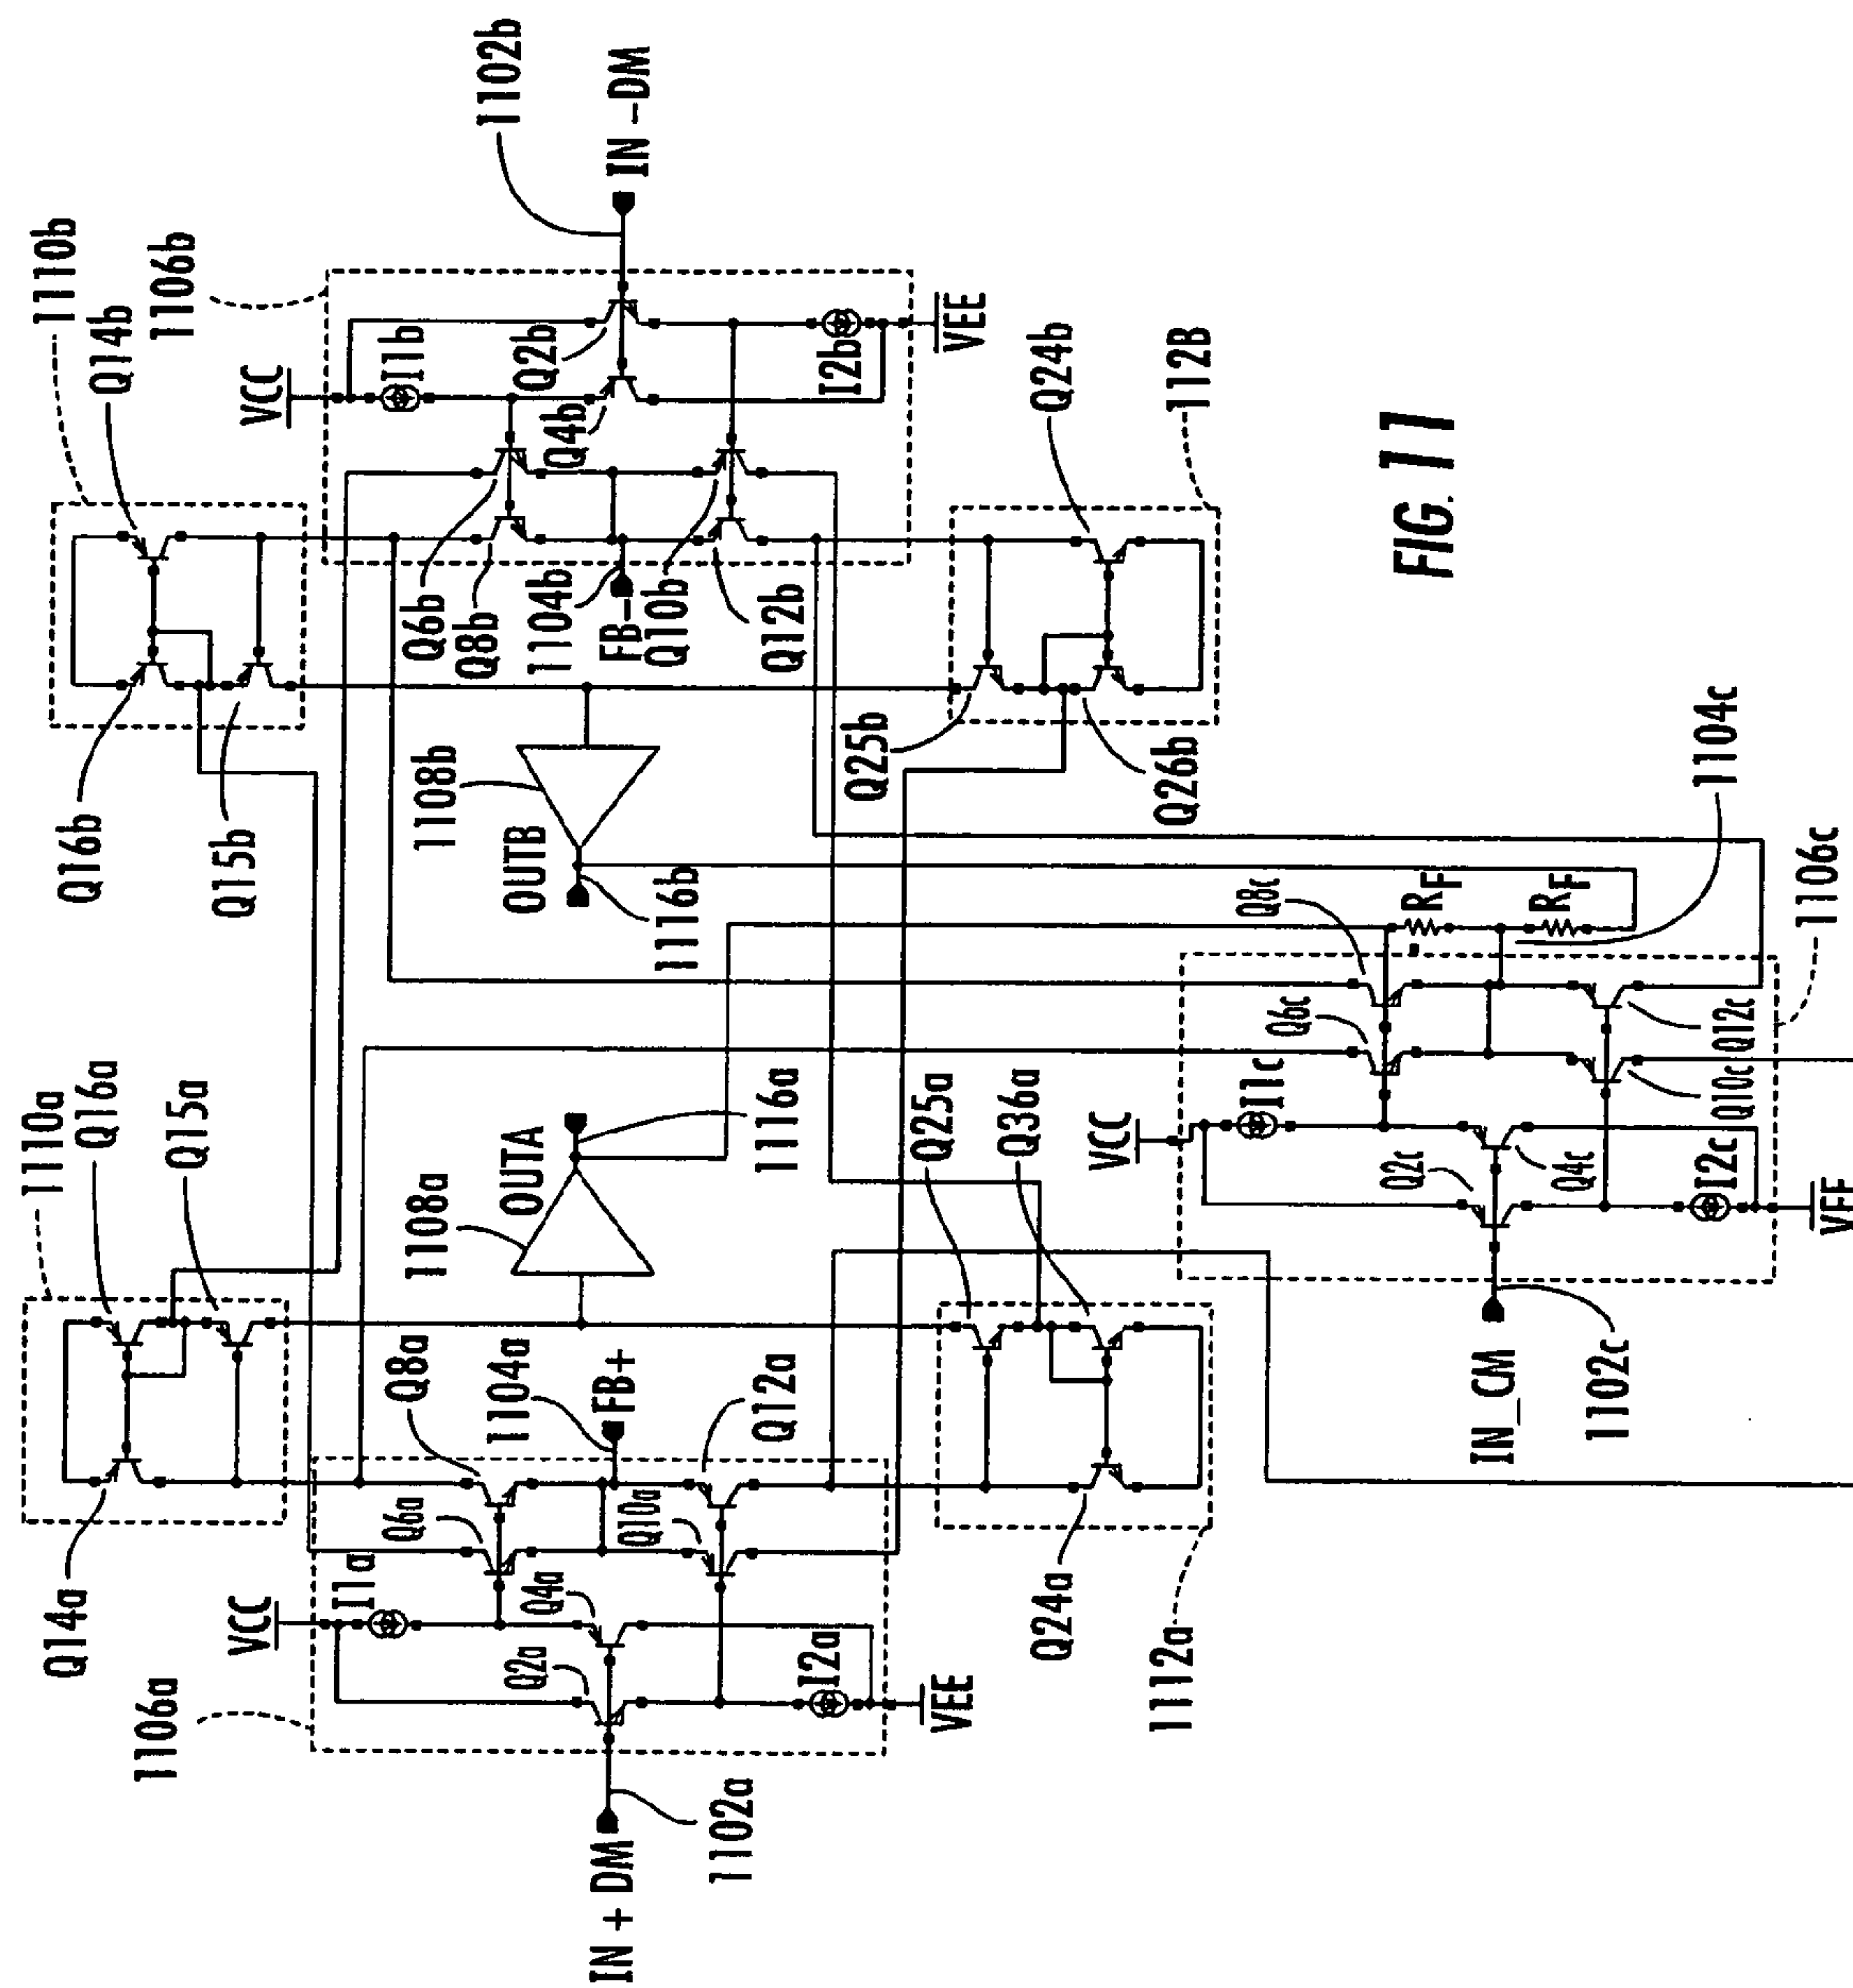 1110a
Q16a
Q15a
Q14a
1106a
VCC
I1a
Q6a
Q8a
Q4a
Q2a
1104a
FB+
Q10a
Q12a
I2a
VEE
IN + DM
1102a
1108a
OUTA
1116a
Q25a
Q36a
Q24a
1112a
1110b
Q14b
1106b
Q16b
Q15b
VCC
I1b
Q2b
Q4b
1102b
IN -DM
Q6b
Q8b
1104b
FB-
Q10b
Q12b
I2b
VEE
1108b
OUTB
1116b
Q25b
Q26b
Q24b
112B
VCC
I1c
Q6c
Q8c
RF
RF
1104c
1106c
Q2c
Q4c
Q10c
Q12c
I2c
VEE
IN_CM
1102c
FIG. 11